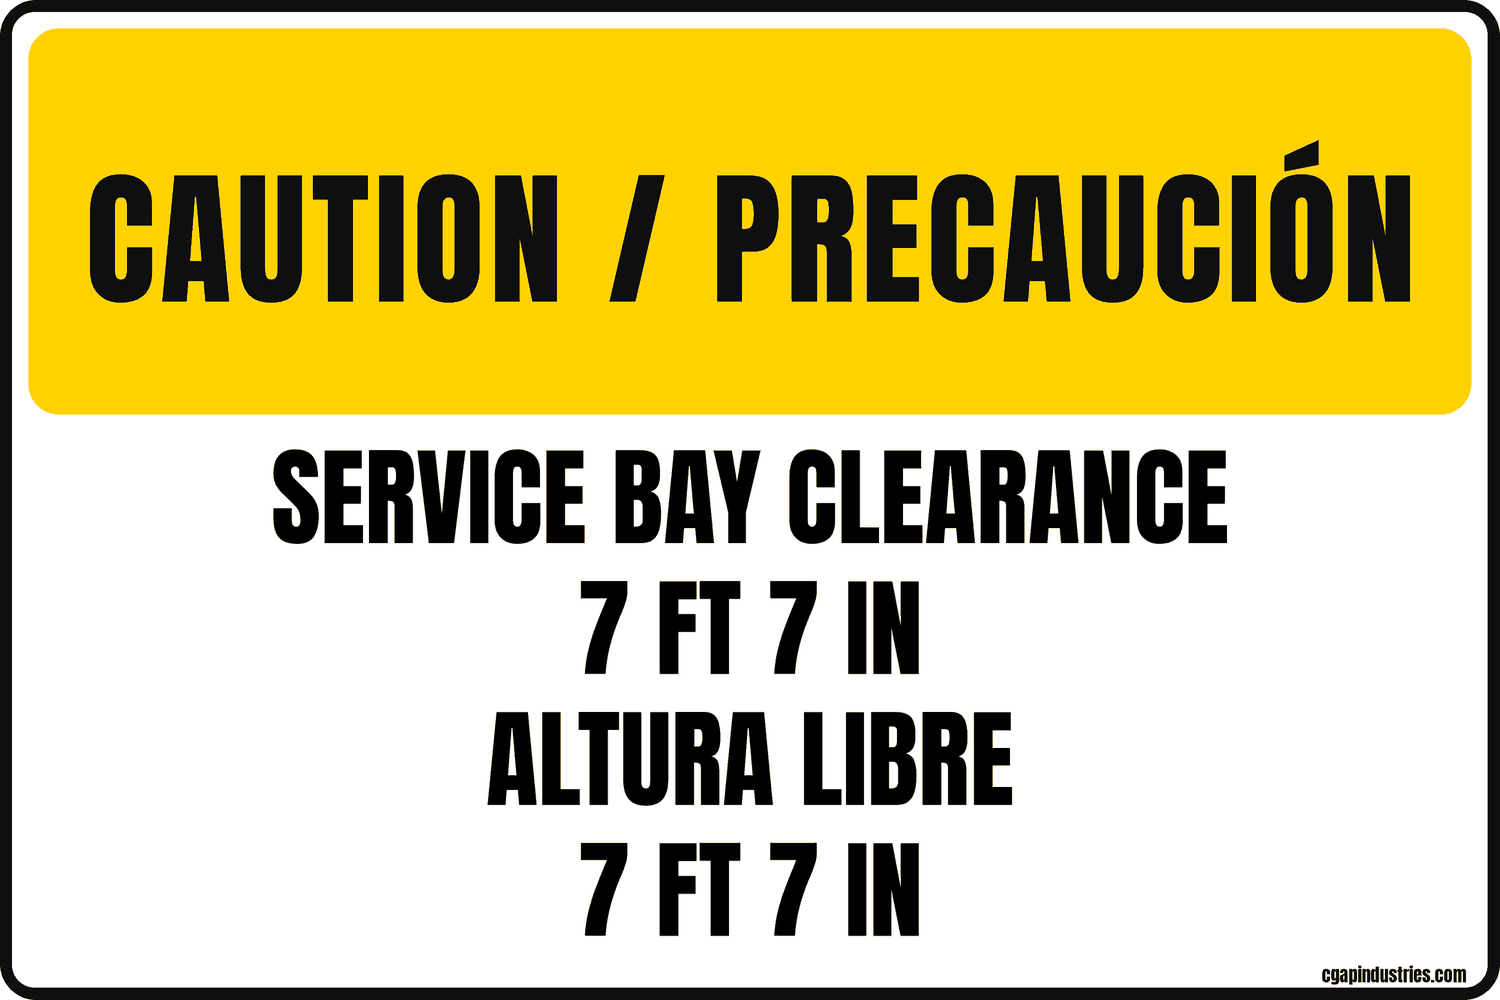 CAUTION / PRECAUCIÓN
SERVICE BAY CLEARANCE
7 FT 7 IN
ALTURA LIBRE
7 FT 7 IN
cgapindustries.com